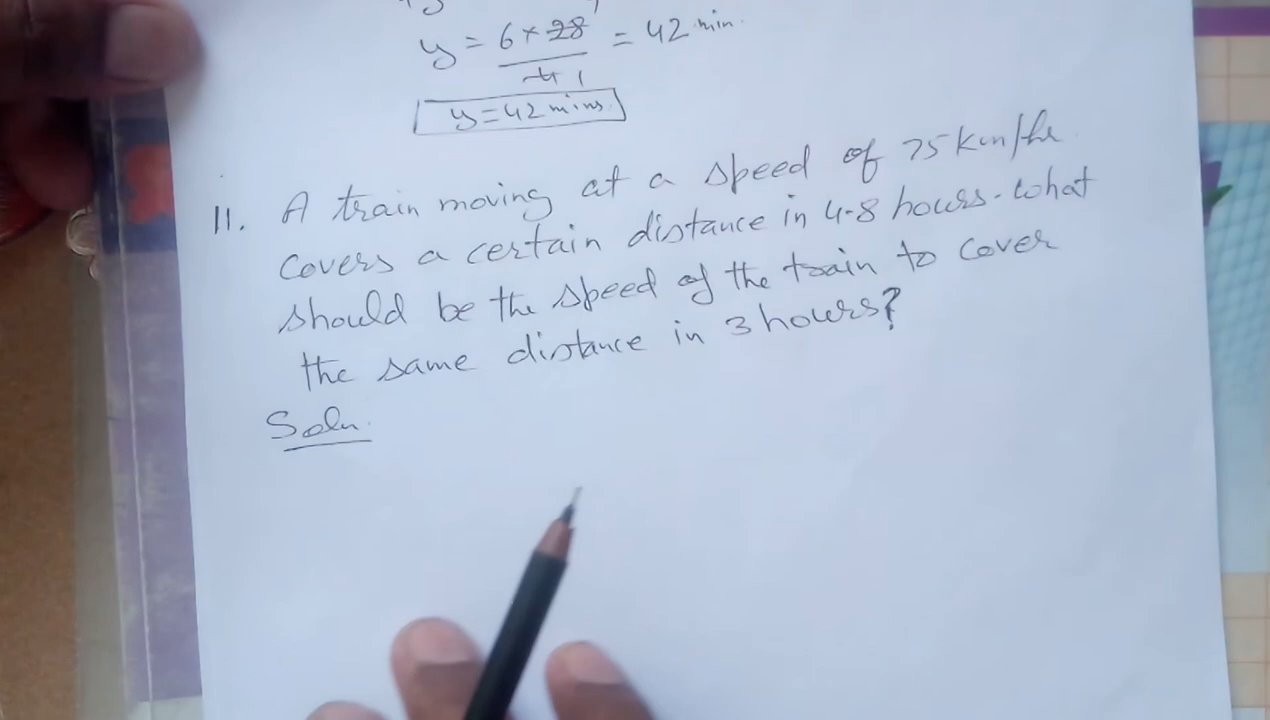 y = 6 × 28 / 4 1 = 42 min.
y = 42 mins.
11. A train moving at a speed of 75 km/hr
covers a certain distance in 4.8 hours. What
should be the speed of the train to cover
the same distance in 3 hours?
Soln.